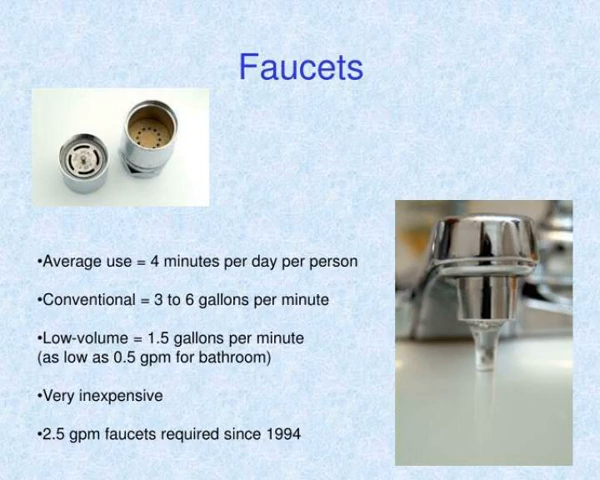 Faucets
•Average use = 4 minutes per day per person
•Conventional = 3 to 6 gallons per minute
•Low-volume = 1.5 gallons per minute
(as low as 0.5 gpm for bathroom)
•Very inexpensive
•2.5 gpm faucets required since 1994